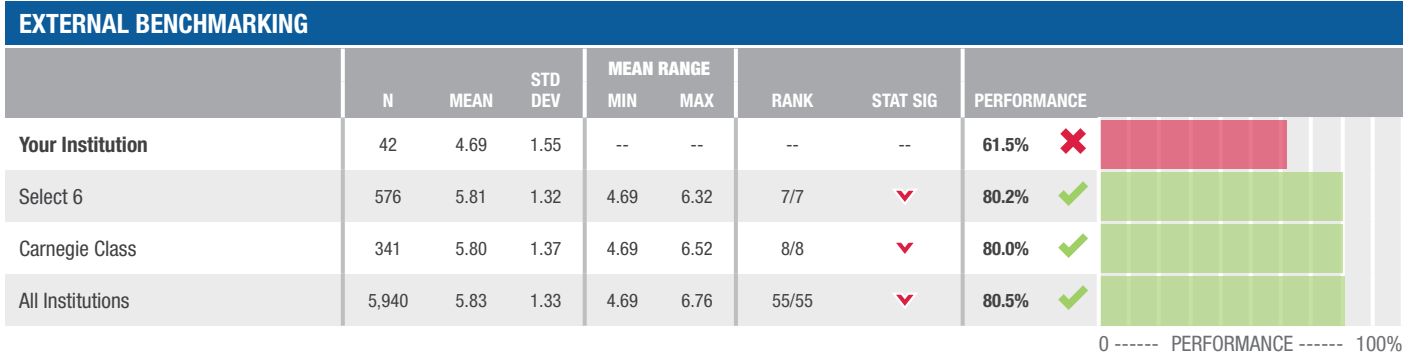 EXTERNAL BENCHMARKING
MEAN RANGE
N MEAN STD DEV MIN MAX RANK STAT SIG PERFORMANCE
Your Institution 42 4.69 1.55 -- -- -- -- 61.5%
Select 6 576 5.81 1.32 4.69 6.32 7/7 80.2%
Carnegie Class 341 5.80 1.37 4.69 6.52 8/8 80.0%
All Institutions 5,940 5.83 1.33 4.69 6.76 55/55 80.5%
0 ------ PERFORMANCE ------ 100%